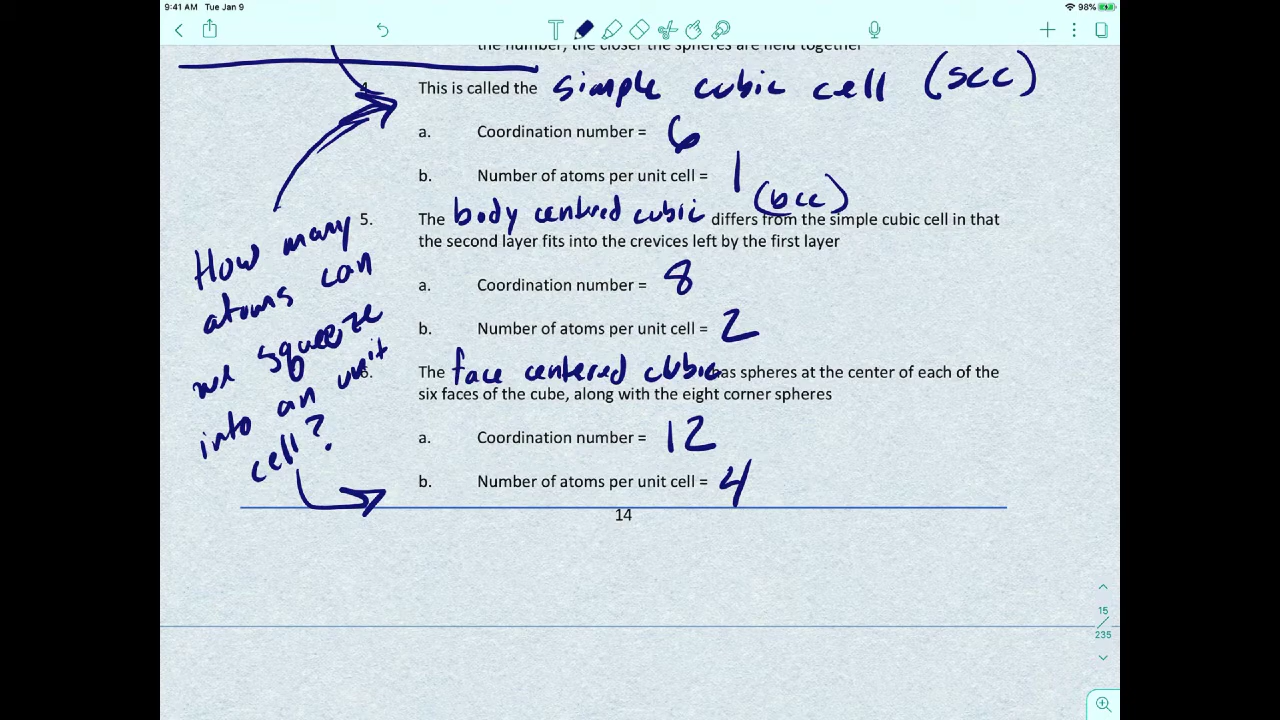 9:41 AM Tue Jan 9
98%
T
the number, the closer the spheres are held together
4. This is called the simple cubic cell (scc)
a. Coordination number = 6
b. Number of atoms per unit cell = 1
5. The body centred cubic (bcc) differs from the simple cubic cell in that
the second layer fits into the crevices left by the first layer
a. Coordination number = 8
b. Number of atoms per unit cell = 2
6. The face centered cubic has spheres at the center of each of the
six faces of the cube, along with the eight corner spheres
a. Coordination number = 12
b. Number of atoms per unit cell = 4
14
How many
atoms can
we squeeze
into an unit
cell?
15
235